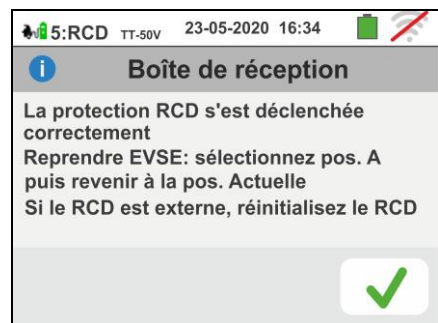 5:RCD TT-50V 23-05-2020 16:34
i Boîte de réception
La protection RCD s'est déclenchée
correctement
Reprendre EVSE: sélectionnez pos. A
puis revenir à la pos. Actuelle
Si le RCD est externe, réinitialisez le RCD